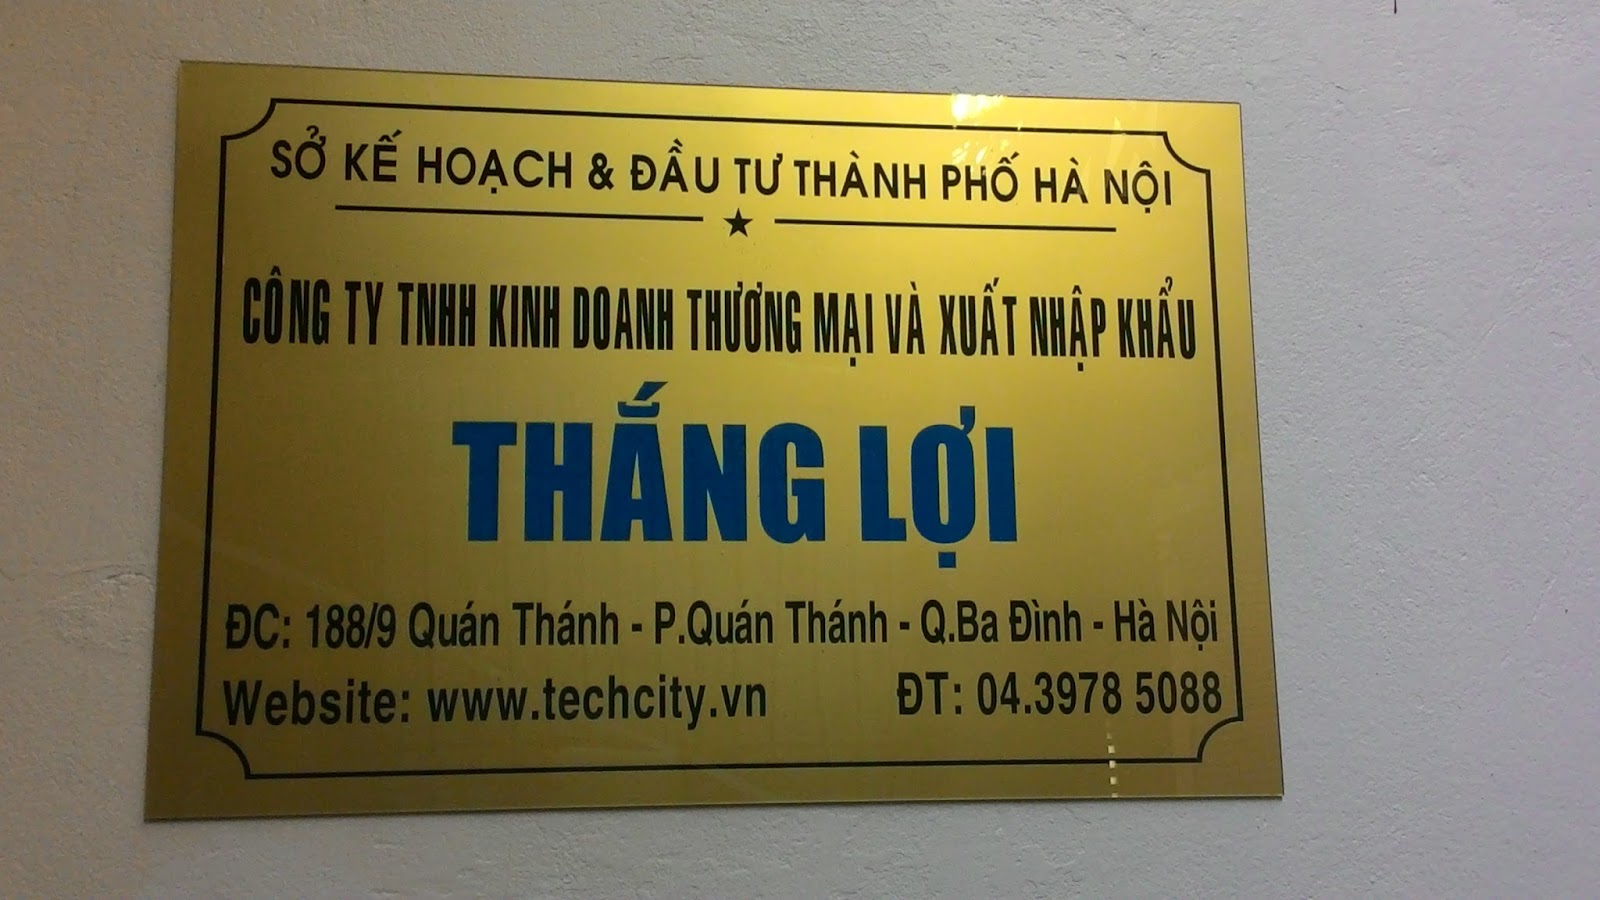 SỞ KẾ HOẠCH & ĐẦU TƯ THÀNH PHỐ HÀ NỘI
CÔNG TY TNHH KINH DOANH THƯƠNG MẠI VÀ XUẤT NHẬP KHẨU
THẮNG LỢI
ĐC: 188/9 Quán Thánh - P.Quán Thánh - Q.Ba Đình - Hà Nội
Website: www.techcity.vn ĐT: 04.3978 5088